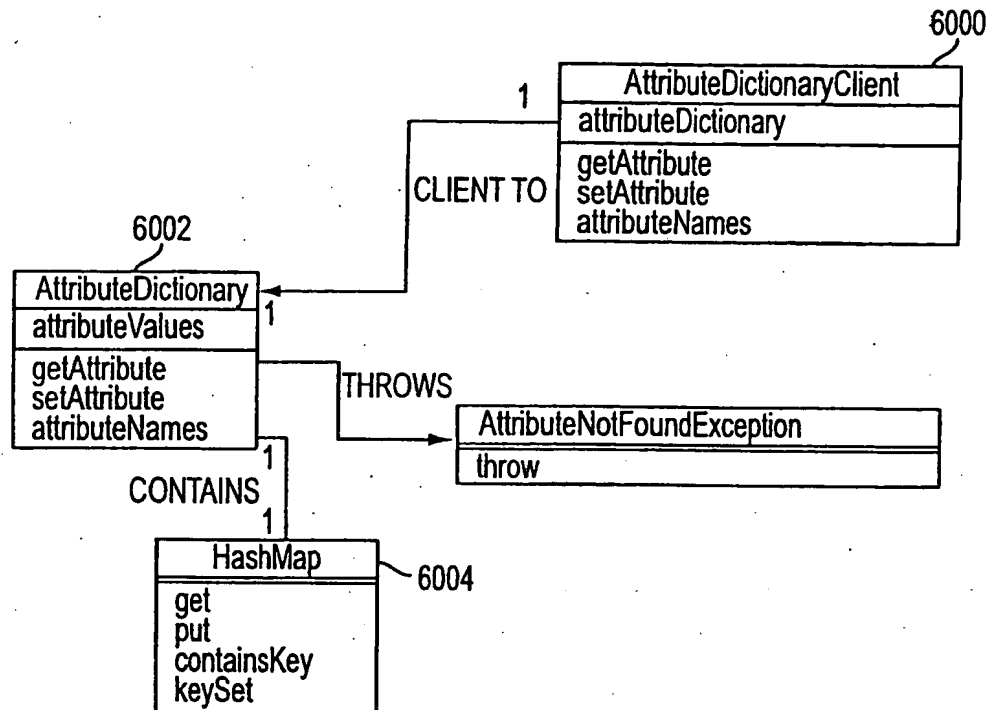 6000
AttributeDictionaryClient
attributeDictionary
getAttribute
setAttribute
attributeNames
1
CLIENT TO
6002
AttributeDictionary
1
attributeValues
getAttribute
setAttribute
attributeNames
THROWS
AttributeNotFoundException
throw
1
CONTAINS
1
HashMap
6004
get
put
containsKey
keySet